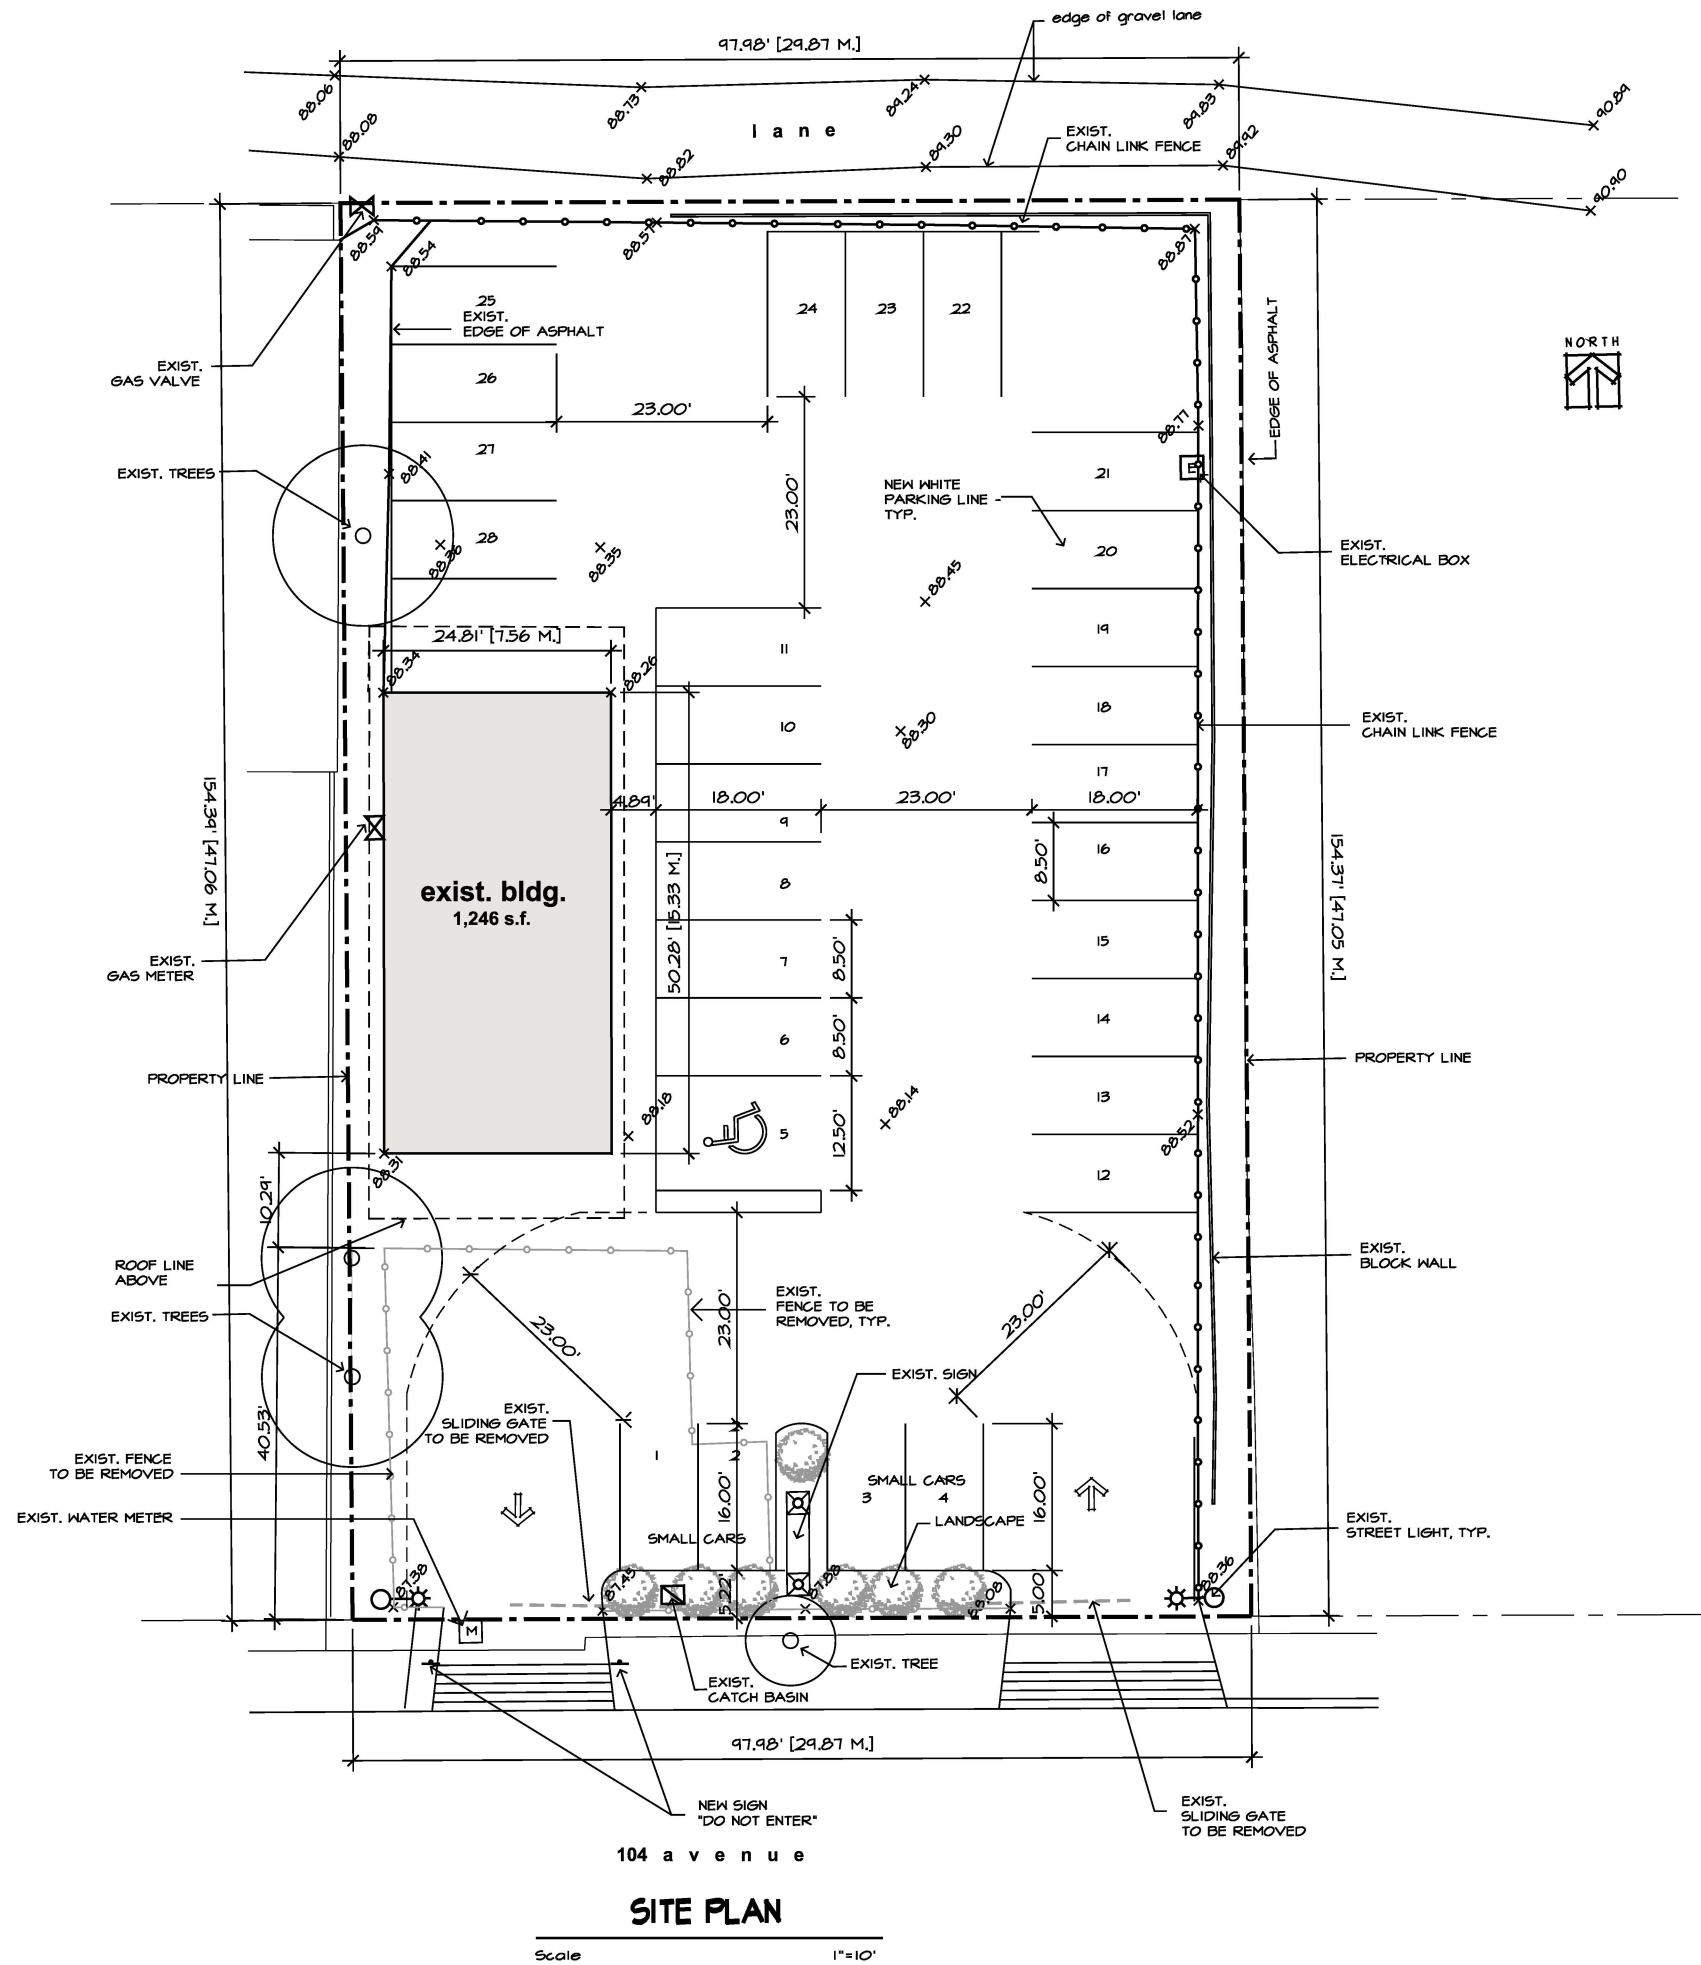 edge of gravel lane
97.98' [29.87 M.]
88.06
88.73
89.24
89.83
90.89
88.08
lane
88.82
89.30
EXIST.
CHAIN LINK FENCE
89.92
90.90
88.59
88.54
88.57
88.87
25
EXIST.
EDGE OF ASPHALT
24
23
22
EDGE OF ASPHALT
NORTH
EXIST.
GAS VALVE
26
23.00'
88.77
27
88.41
EXIST. TREES
23.00'
NEW WHITE
PARKING LINE -
TYP.
21
E
28
88.36
88.35
20
EXIST.
ELECTRICAL BOX
88.45
24.81' [7.56 M.]
88.34
88.26
11
19
10
88.30
18
EXIST.
CHAIN LINK FENCE
17
4.89'
18.00'
23.00'
18.00'
9
154.39' [47.06 M.]
8.50'
16
154.37' [47.05 M.]
exist. bldg.
1,246 s.f.
50.28' [15.33 M.]
8
EXIST.
GAS METER
7
8.50'
15
6
8.50'
14
PROPERTY LINE
PROPERTY LINE
88.18
5
12.50'
88.14
13
88.52
88.31
12
10.29'
ROOF LINE
ABOVE
EXIST.
BLOCK WALL
EXIST. TREES
23.00'
23.00'
EXIST.
FENCE TO BE
REMOVED, TYP.
23.00'
EXIST. SIGN
EXIST.
SLIDING GATE
TO BE REMOVED
40.53'
EXIST. FENCE
TO BE REMOVED
1
2
2
16.00'
SMALL CARS
3
4
16.00'
EXIST. WATER METER
LANDSCAPE
EXIST.
STREET LIGHT, TYP.
SMALL CARS
87.38
87.45
5.22'
87.88
88.08
5.00'
88.36
M
EXIST. TREE
EXIST.
CATCH BASIN
97.98' [29.87 M.]
NEW SIGN
"DO NOT ENTER"
EXIST.
SLIDING GATE
TO BE REMOVED
104 avenue
SITE PLAN
Scale 1"=10'